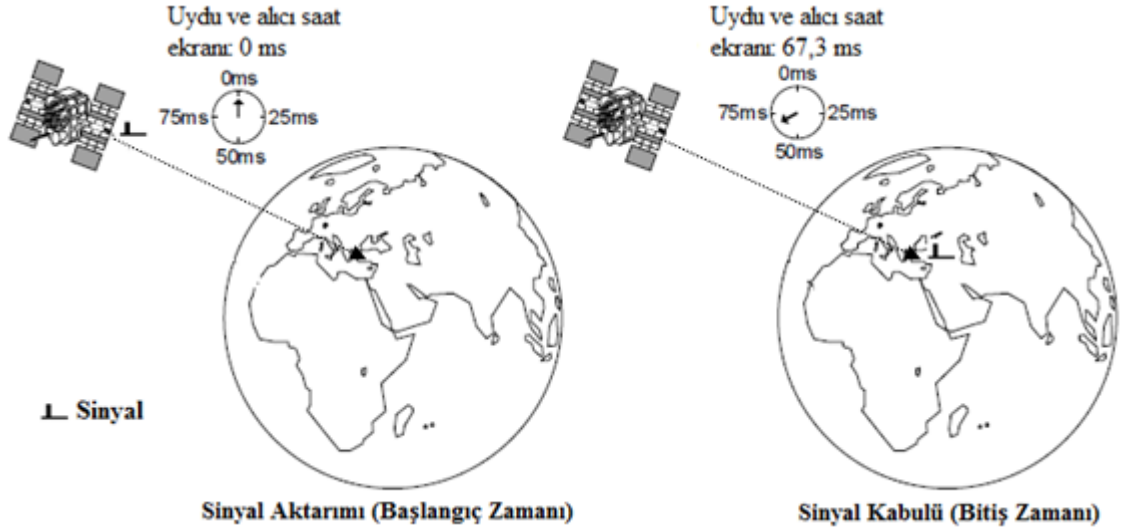 Uydu ve alıcı saat
ekranı: 0 ms
0ms
75ms
25ms
50ms
Uydu ve alıcı saat
ekranı: 67,3 ms
0ms
75ms
25ms
50ms
Sinyal
Sinyal Aktarımı (Başlangıç Zamanı)
Sinyal Kabulü (Bitiş Zamanı)